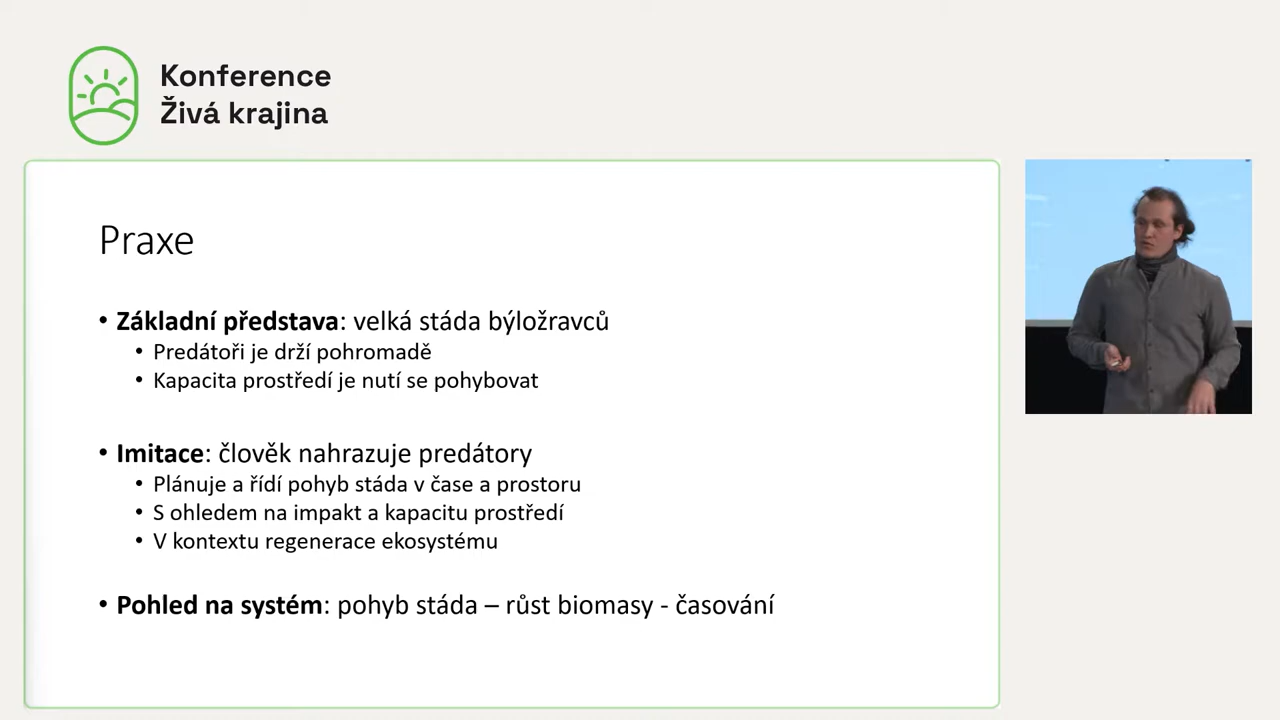 Konference
Živá krajina
Praxe
• Základní představa: velká stáda býložravců
• Predátoři je drží pohromadě
• Kapacita prostředí je nutí se pohybovat
• Imitace: člověk nahrazuje predátory
• Plánuje a řídí pohyb stáda v čase a prostoru
• S ohledem na impakt a kapacitu prostředí
• V kontextu regenerace ekosystému
• Pohled na systém: pohyb stáda – růst biomasy - časování